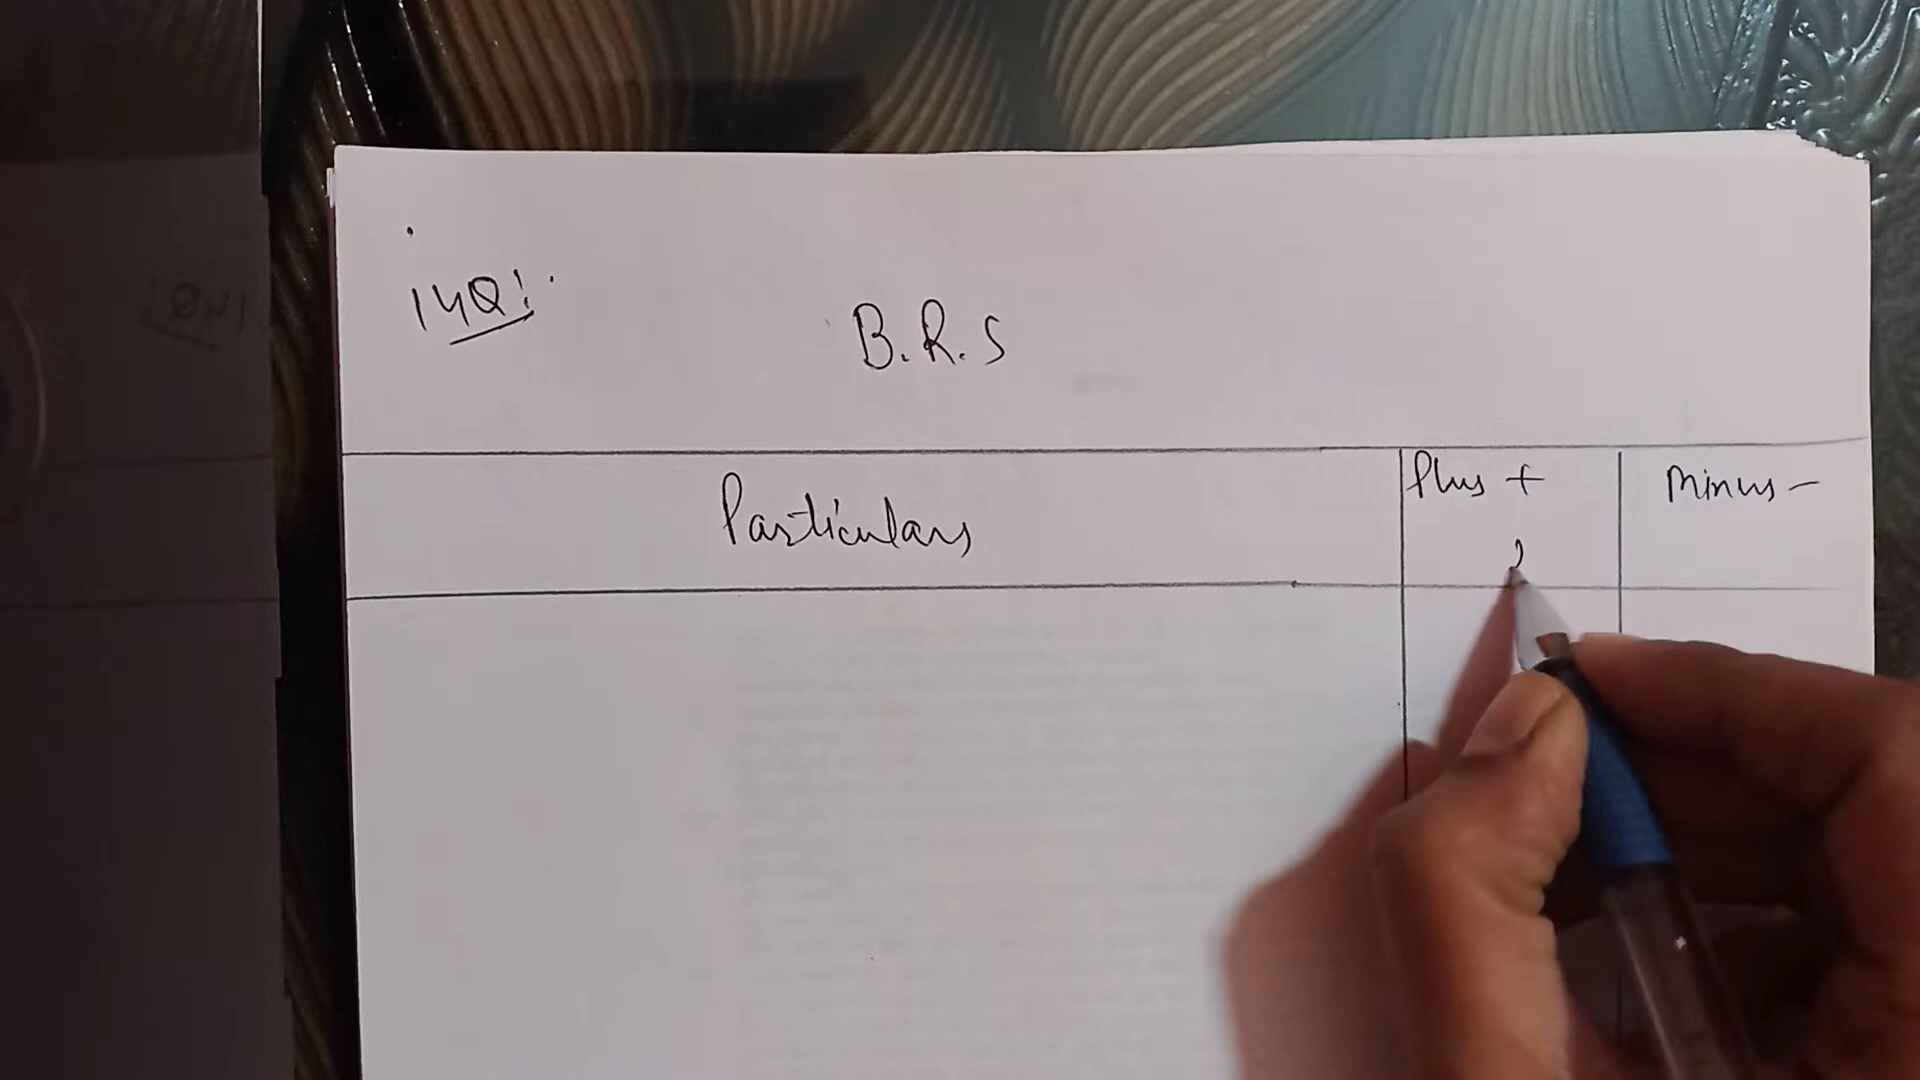 14Q:
B.R.S
Particulars
Plus +
Minus -